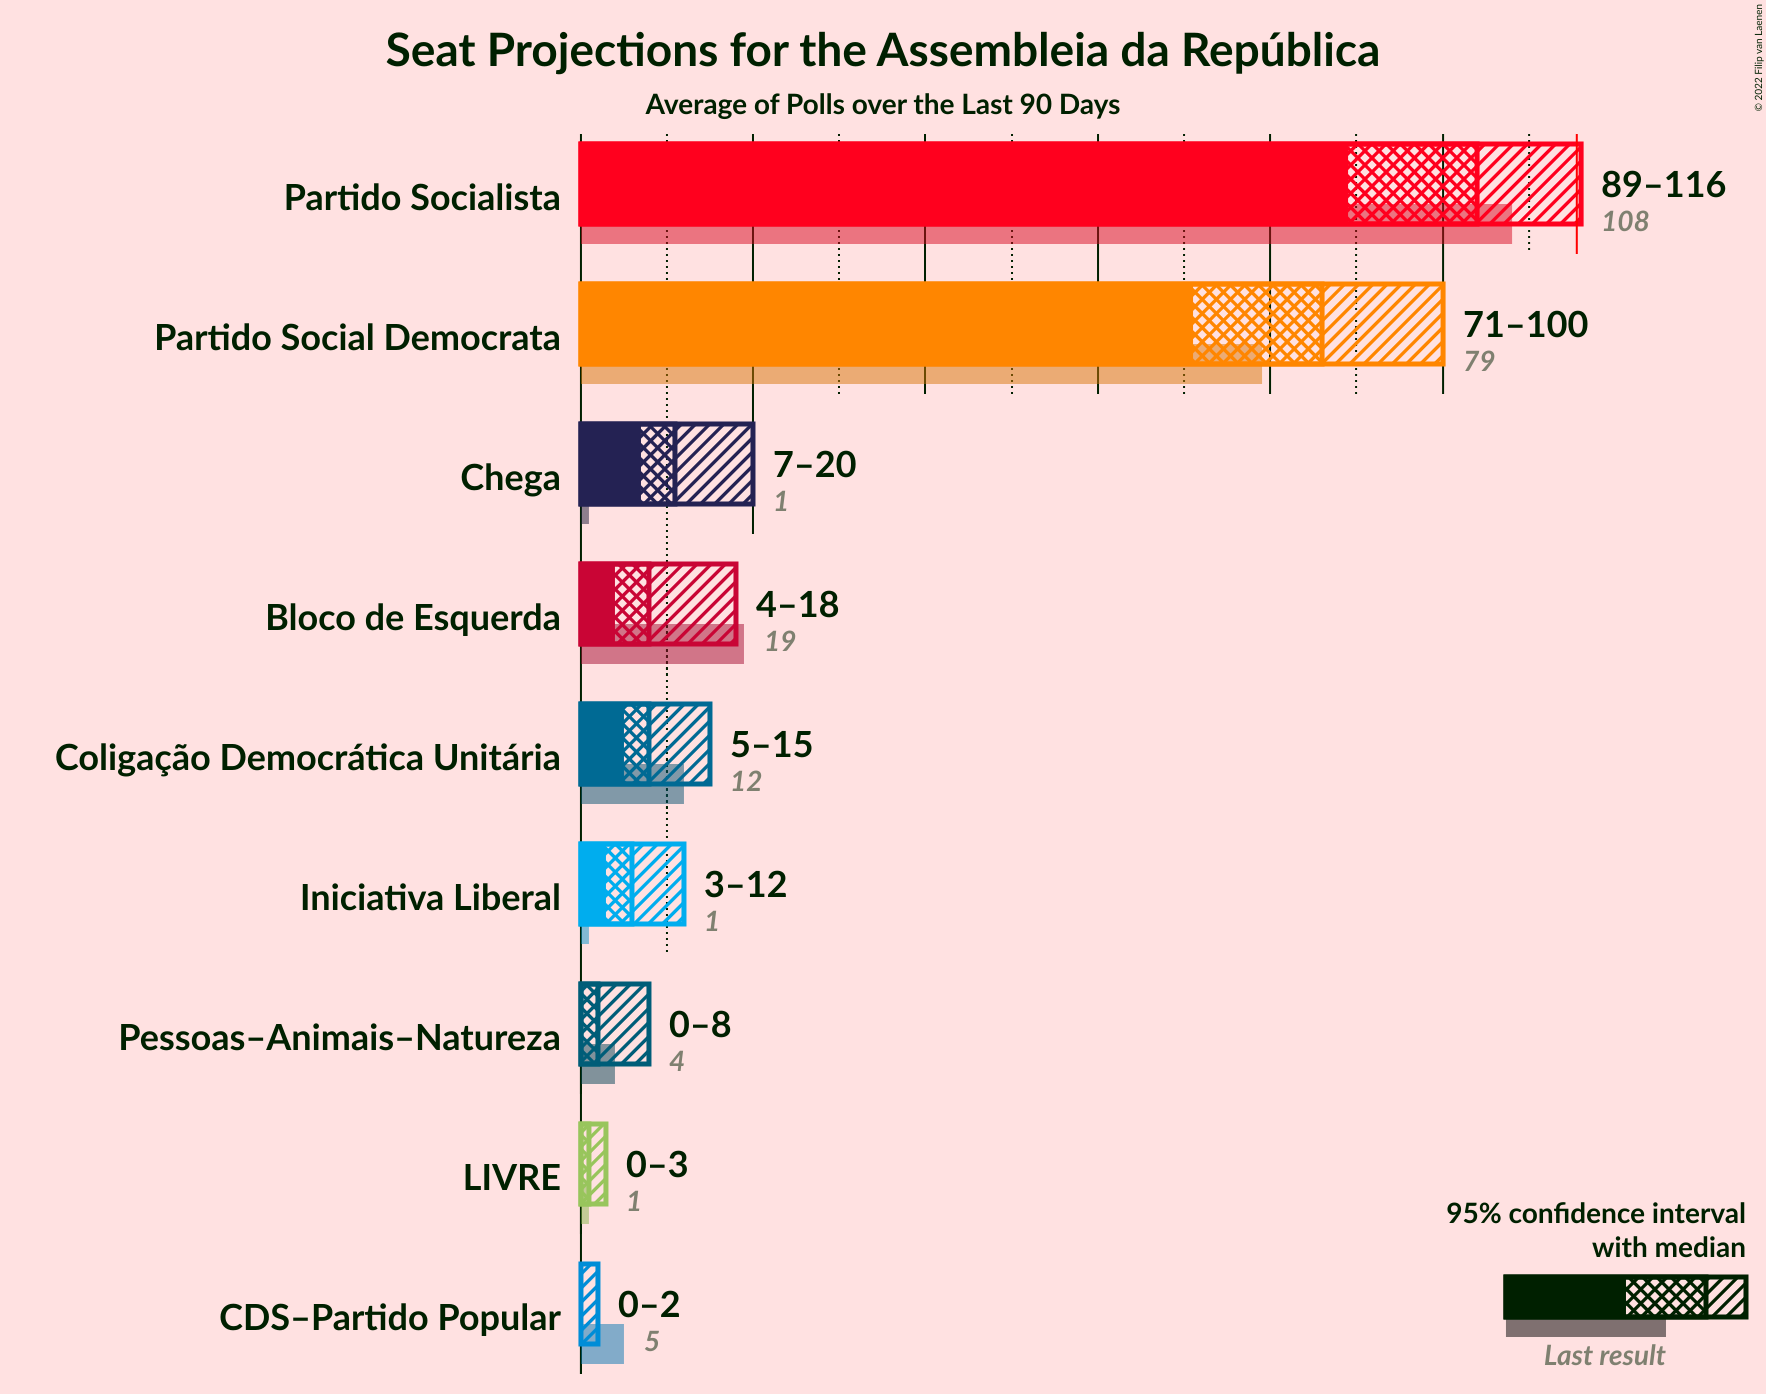 Seat Projections for the Assembleia da República
Average of Polls over the Last 90 Days
© 2022 Filip van Laenen
Partido Socialista
89–116
108
Partido Social Democrata
71–100
79
Chega
7–20
1
Bloco de Esquerda
4–18
19
Coligação Democrática Unitária
5–15
12
Iniciativa Liberal
3–12
1
Pessoas–Animais–Natureza
0–8
4
LIVRE
0–3
1
CDS–Partido Popular
0–2
5
95% confidence interval
with median
Last result